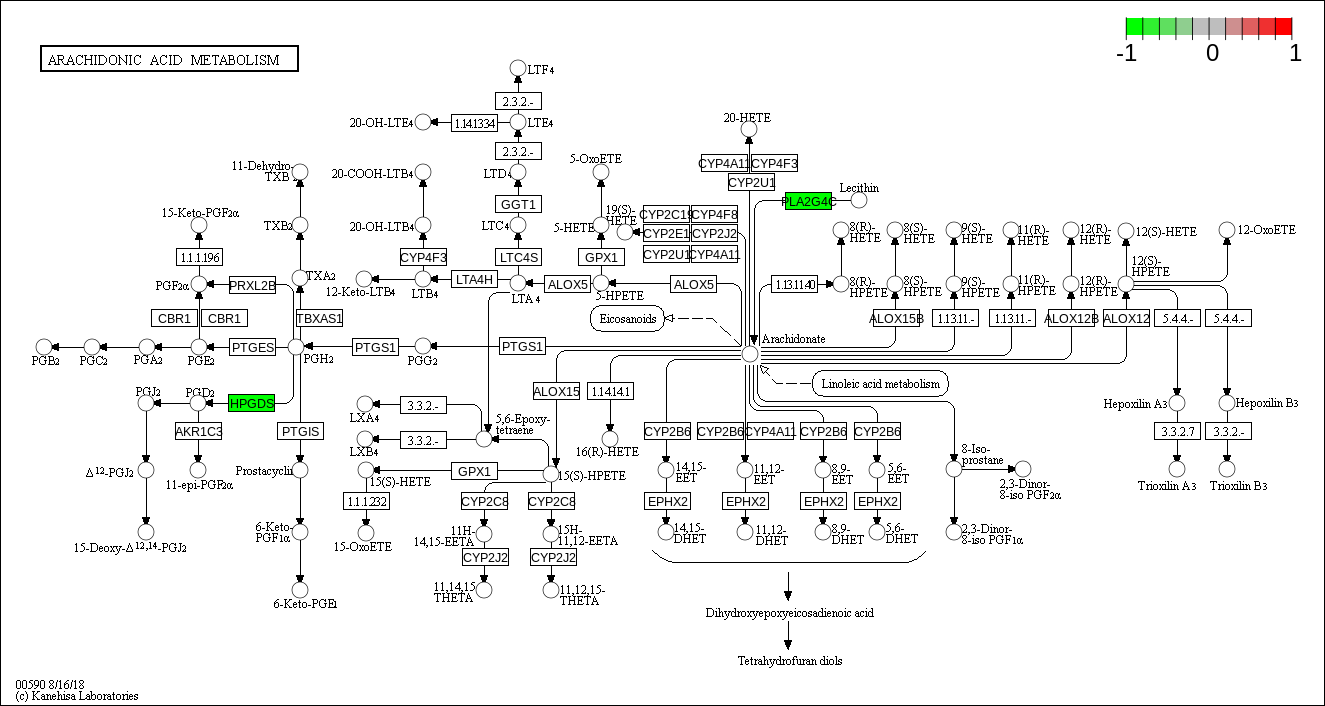 ARACHIDONIC ACID METABOLISM
-1 0 1
LTF4
2.3.2.-
20-OH-LTE4
1.14.13.34
LTE4
20-HETE
2.3.2.-
11-Dehydro-
TXB2
20-COOH-LTB4
LTD4
5-OxoETE
CYP4A11
CYP4F3
CYP2U1
Lecithin
PLA2G4C
GGT1
15-Keto-PGF2α
TXB2
20-OH-LTB4
LTC4
5-HETE
19(S)-
HETE
CYP2C19
CYP4F8
CYP2E1
CYP2J2
CYP2U1
CYP4A11
8(R)-
HETE
8(S)-
HETE
9(S)-
HETE
11(R)-
HETE
12(R)-
HETE
12(S)-HETE
12-OxoETE
1.1.1.196
CYP4F3
LTC4S
GPX1
12(S)-
HPETE
PGF2α
PRXL2B
TXA2
12-Keto-LTB4
LTB4
LTA4H
LTA4
ALOX5
5-HPETE
ALOX5
1.13.11.40
8(R)-
HPETE
8(S)-
HPETE
9(S)-
HPETE
11(R)-
HPETE
12(R)-
HPETE
CBR1
CBR1
TBXAS1
Eicosanoids
ALOX15B
1.13.11.-
1.13.11.-
ALOX12B
ALOX12
5.4.4.-
5.4.4.-
PGB2
PGC2
PGA2
PGE2
PTGES
PGH2
PTGS1
PGG2
PTGS1
Arachidonate
PGJ2
PGD2
HPGDS
ALOX15
1.14.14.1
Linoleic acid metabolism
AKR1C3
PTGIS
LXA4
3.3.2.-
5,6-Epoxy-
tetraene
Hepoxilin A3
Hepoxilin B3
LXB4
3.3.2.-
16(R)-HETE
CYP2B6
CYP2B6
CYP4A11
CYP2B6
CYP2B6
8-Iso-
prostane
3.3.2.7
3.3.2.-
Δ12-PGJ2
11-epi-PGF2α
Prostacyclin
15(S)-HETE
GPX1
15(S)-HPETE
14,15-
EET
11,12-
EET
8,9-
EET
5,6-
EET
2,3-Dinor-
8-iso PGF2α
Trioxilin A3
Trioxilin B3
1.1.1.232
CYP2C8
CYP2C8
EPHX2
EPHX2
EPHX2
EPHX2
15-Deoxy-Δ12,14-PGJ2
6-Keto-
PGF1α
15-OxoETE
11H-
14,15-EETA
15H-
11,12-EETA
14,15-
DHET
11,12-
DHET
8,9-
DHET
5,6-
DHET
2,3-Dinor-
8-iso PGF1α
CYP2J2
CYP2J2
6-Keto-PGE1
11,14,15-
THETA
11,12,15-
THETA
Dihydroxyepoxyeicosadienoic acid
Tetrahydrofuran diols
00590 8/16/18
(c) Kanehisa Laboratories